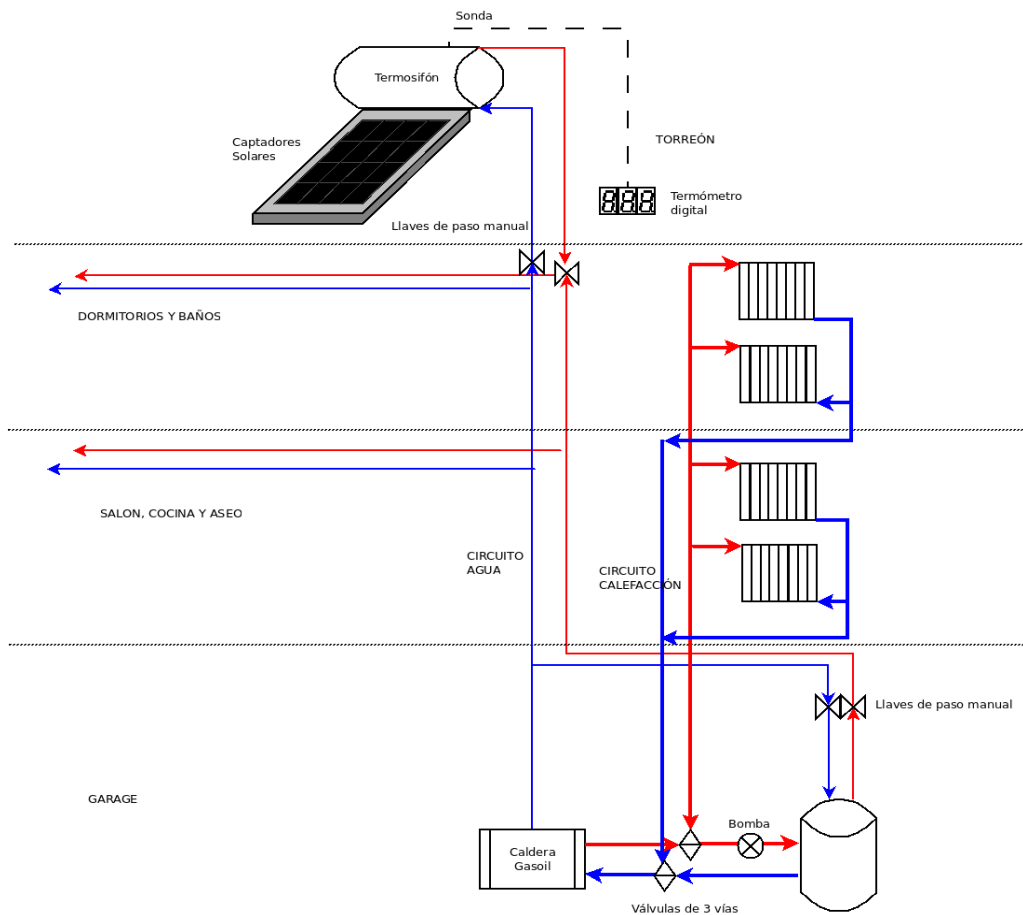 Sonda
Termosifón
Captadores
Solares
TORREÓN
Termómetro
digital
888
Llaves de paso manual
DORMITORIOS Y BAÑOS
SALON, COCINA Y ASEO
CIRCUITO
AGUA
CIRCUITO
CALEFACCIÓN
Llaves de paso manual
GARAGE
Bomba
Caldera
Gasoil
Válvulas de 3 vías